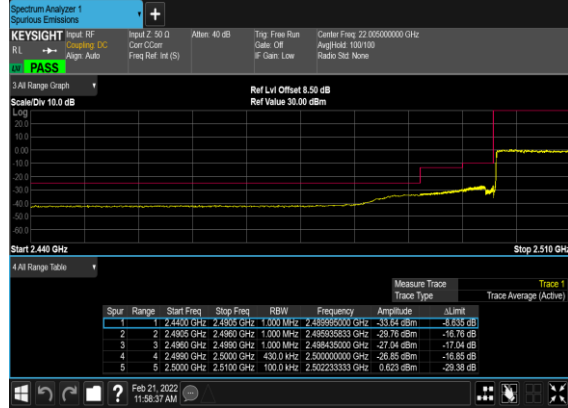 Spectrum Analyzer 1
Spurious Emissions
+
KEYSIGHT Input: RF Input Z: 50 Ω Atten: 40 dB Trig: Free Run Center Freq: 22.005000000 GHz
RL Coupling: DC Corr CCorr Gate: Off Avg|Hold: 100/100
Align: Auto Freq Ref: Int (S) IF Gain: Low Radio Std: None
PASS
3 All Range Graph
Ref Lvl Offset 8.50 dB
Scale/Div 10.0 dB Ref Value 30.00 dBm
Log
20.0
10.0
0.00
-10.0
-20.0
-30.0
-40.0
-50.0
-60.0
Start 2.440 GHz Stop 2.510 GHz
4 All Range Table
Measure Trace Trace 1
Trace Type Trace Average (Active)
Spur Range Start Freq Stop Freq RBW Frequency Amplitude ΔLimit
1 1 2.4400 GHz 2.4905 GHz 1.000 MHz 2.489995000 GHz -33.64 dBm -8.635 dB
2 2 2.4905 GHz 2.4960 GHz 1.000 MHz 2.495935833 GHz -29.76 dBm -16.76 dB
3 3 2.4960 GHz 2.4990 GHz 1.000 MHz 2.498435000 GHz -27.04 dBm -17.04 dB
4 4 2.4990 GHz 2.5000 GHz 430.0 kHz 2.500000000 GHz -26.85 dBm -16.85 dB
5 5 2.5000 GHz 2.5100 GHz 100.0 kHz 2.502233333 GHz 0.623 dBm -29.38 dB
? Feb 21, 2022
11:58:37 AM